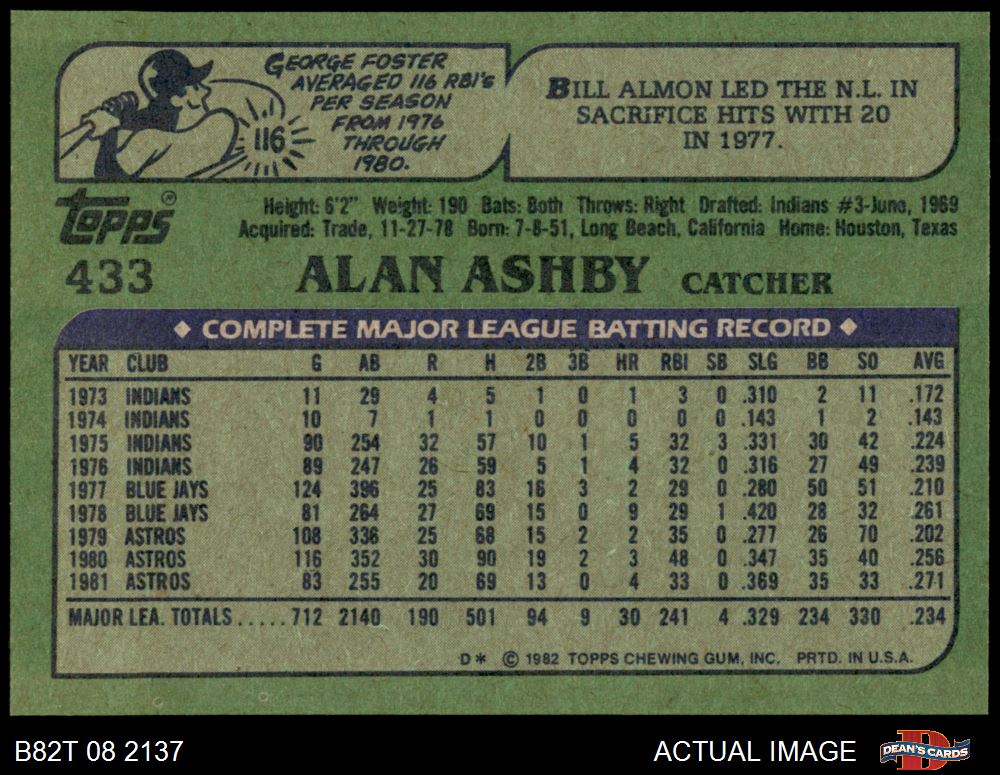 GEORGE FOSTER
AVERAGED 116 RBI's
PER SEASON
FROM 1976
THROUGH
1980.
116
BILL ALMON LED THE N.L. IN
SACRIFICE HITS WITH 20
IN 1977.
Topps®
Height: 6'2" Weight: 190 Bats: Both Throws: Right Drafted: Indians #3-June, 1969
Acquired: Trade, 11-27-78 Born: 7-8-51, Long Beach, California Home: Houston, Texas
433 ALAN ASHBY CATCHER
◆ COMPLETE MAJOR LEAGUE BATTING RECORD ◆
YEAR CLUB G AB R H 2B 3B HR RBI SB SLG BB SO AVG
1973 INDIANS 11 29 4 5 1 0 1 3 0 .310 2 11 .172
1974 INDIANS 10 7 1 1 0 0 0 0 0 .143 1 2 .143
1975 INDIANS 90 254 32 57 10 1 5 32 3 .331 30 42 .224
1976 INDIANS 89 247 26 59 5 1 4 32 0 .316 27 49 .239
1977 BLUE JAYS 124 396 25 83 16 3 2 29 0 .280 50 51 .210
1978 BLUE JAYS 81 264 27 69 15 0 9 29 1 .420 28 32 .261
1979 ASTROS 108 336 25 68 15 2 2 35 0 .277 26 70 .202
1980 ASTROS 116 352 30 90 19 2 3 48 0 .347 35 40 .256
1981 ASTROS 83 255 20 69 13 0 4 33 0 .369 35 33 .271
MAJOR LEA. TOTALS.....712 2140 190 501 94 9 30 241 4 .329 234 330 .234
D* © 1982 TOPPS CHEWING GUM, INC. PRTD. IN U.S.A.
B82T 08 2137 ACTUAL IMAGE DEAN'S CARDS